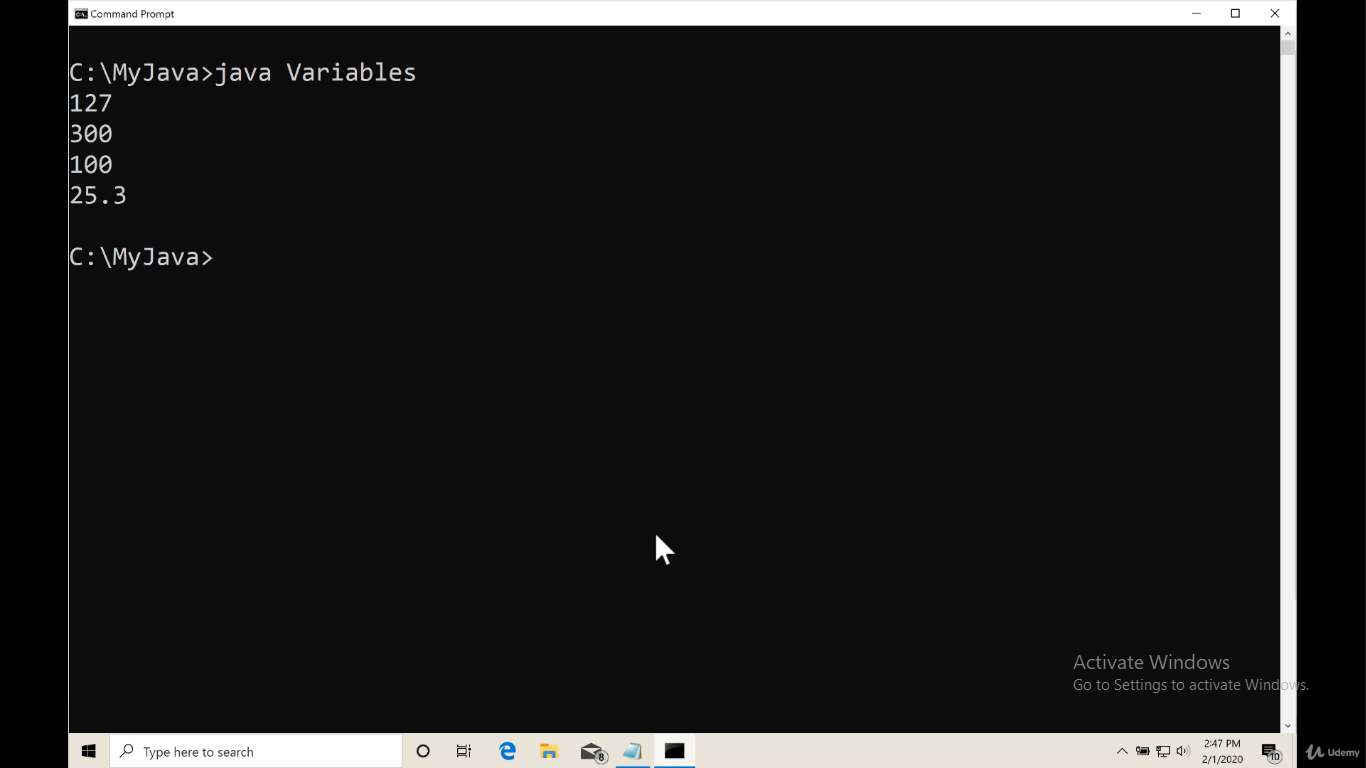 Command Prompt
C:\MyJava>java Variables
127
300
100
25.3
C:\MyJava>
Activate Windows
Go to Settings to activate Windows.
Type here to search
8
2:47 PM
2/1/2020
10
Udemy